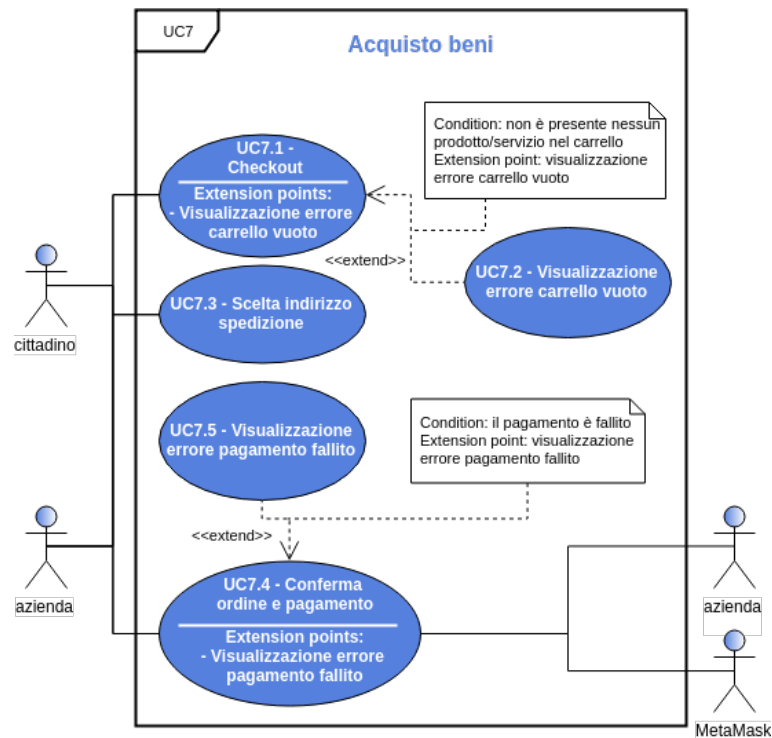 UC7
Acquisto beni
Condition: non è presente nessun
prodotto/servizio nel carrello
Extension point: visualizzazione
errore carrello vuoto
UC7.1 -
Checkout
Extension points:
- Visualizzazione errore
carrello vuoto
<<extend>>
UC7.2 - Visualizzazione
errore carrello vuoto
cittadino
UC7.3 - Scelta indirizzo
spedizione
UC7.5 - Visualizzazione
errore pagamento fallito
Condition: il pagamento è fallito
Extension point: visualizzazione
errore pagamento fallito
<<extend>>
azienda
UC7.4 - Conferma
ordine e pagamento
Extension points:
- Visualizzazione errore
pagamento fallito
azienda
MetaMask